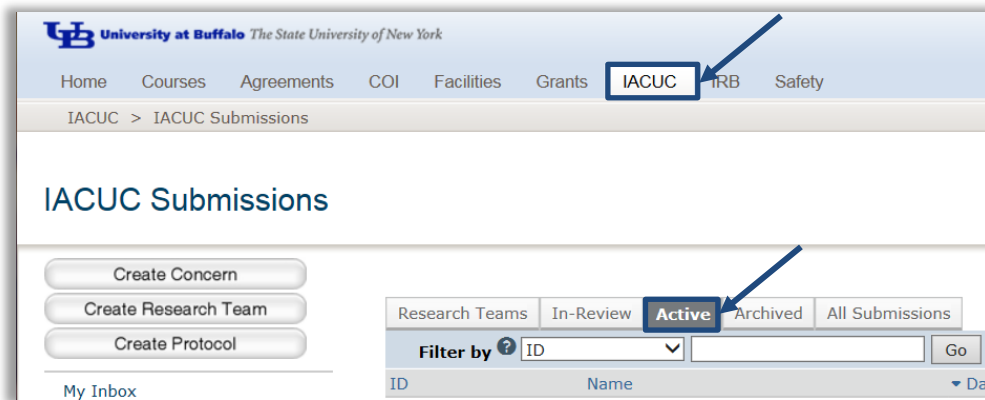 UB University at Buffalo The State University of New York
Home Courses Agreements COI Facilities Grants IACUC IRB Safety
IACUC > IACUC Submissions
IACUC Submissions
Create Concern
Create Research Team
Create Protocol
My Inbox
Research Teams In-Review Active Archived All Submissions
Filter by ? ID Go
ID Name